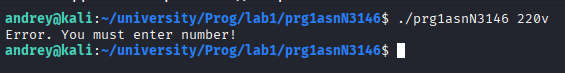 andrey@kali:~/university/Prog/lab1/prg1asnN3146$ ./prg1asnN3146 220v
Error. You must enter number!
andrey@kali:~/university/Prog/lab1/prg1asnN3146$